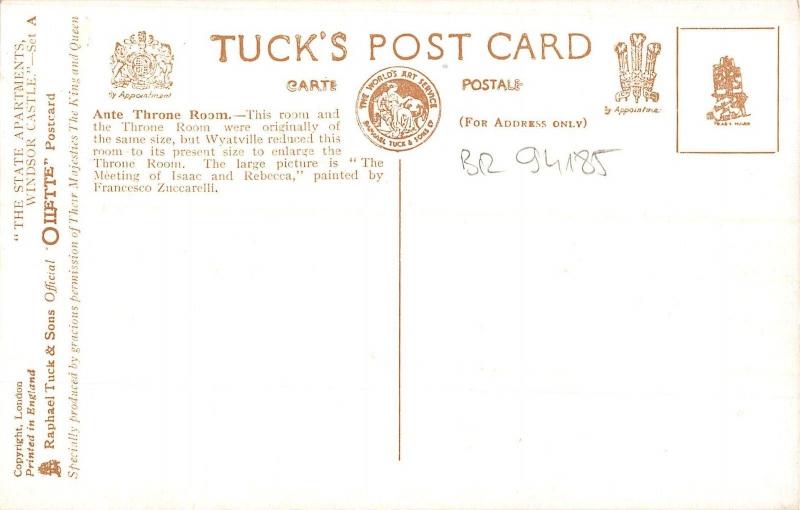 TUCK'S POST CARD
CARTE POSTALE
By Appointment
THE WORLD'S ART SERVICE
RAPHAEL TUCK & SONS LD
By Appointment
TRADE MARK
(FOR ADDRESS ONLY)
BR 94185
Ante Throne Room.—This room and
the Throne Room were originally of
the same size, but Wyatville reduced this
room to its present size to enlarge the
Throne Room. The large picture is "The
Meeting of Isaac and Rebecca," painted by
Francesco Zuccarelli.
"THE STATE APARTMENTS,
WINDSOR CASTLE."—Set A
Raphael Tuck & Sons Official "OILETTE" Postcard
Specially produced by gracious permission of Their Majesties The King and Queen
Copyright, London
Printed in England